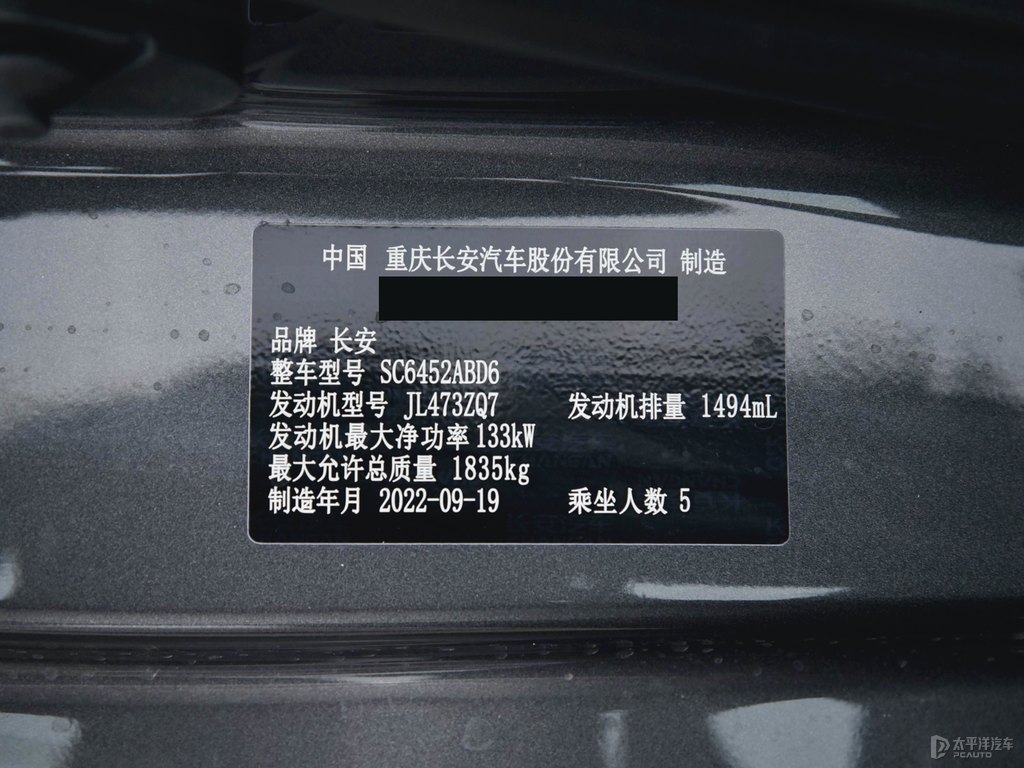 中国 重庆长安汽车股份有限公司 制造
品牌 长安
整车型号 SC6452ABD6
发动机型号 JL473ZQ7 发动机排量 1494mL
发动机最大净功率 133kW
最大允许总质量 1835kg
制造年月 2022-09-19 乘坐人数 5
太平洋汽车
PCAUTO